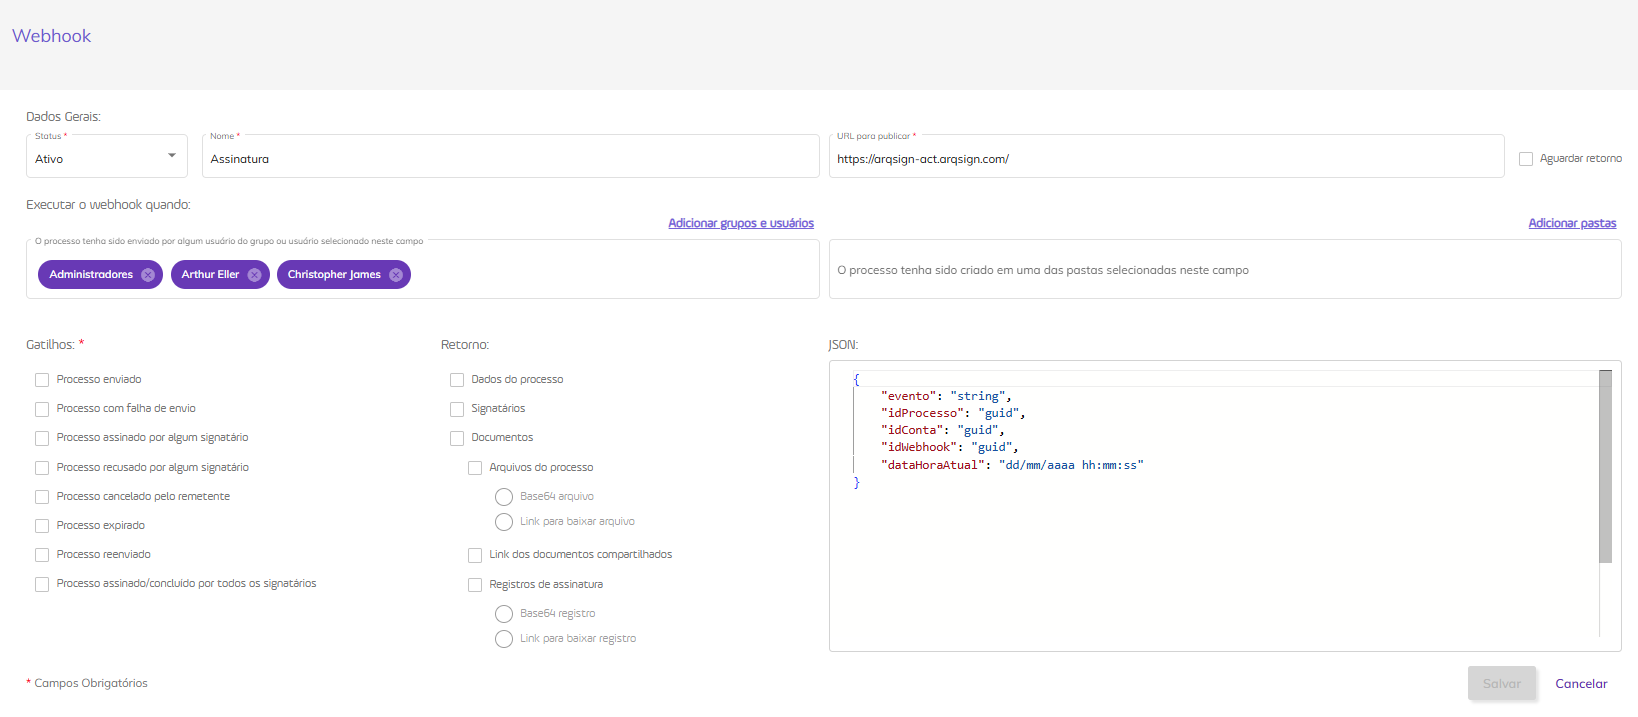 Webhook
Dados Gerais:
Status *
Ativo
Nome *
Assinatura
URL para publicar *
https://arqsign-act.arqsign.com/
Aguardar retorno
Executar o webhook quando:
Adicionar grupos e usuários
Adicionar pastas
O processo tenha sido enviado por algum usuário do grupo ou usuário selecionado neste campo
Administradores
Arthur Eller
Christopher James
O processo tenha sido criado em uma das pastas selecionadas neste campo
Gatilhos: *
Processo enviado
Processo com falha de envio
Processo assinado por algum signatário
Processo recusado por algum signatário
Processo cancelado pelo remetente
Processo expirado
Processo reenviado
Processo assinado/concluído por todos os signatários
Retorno:
Dados do processo
Signatários
Documentos
Arquivos do processo
Base64 arquivo
Link para baixar arquivo
Link dos documentos compartilhados
Registros de assinatura
Base64 registro
Link para baixar registro
JSON:
{
"evento": "string",
"idProcesso": "guid",
"idConta": "guid",
"idWebhook": "guid",
"dataHoraAtual": "dd/mm/aaaa hh:mm:ss"
}
* Campos Obrigatórios
Salvar
Cancelar